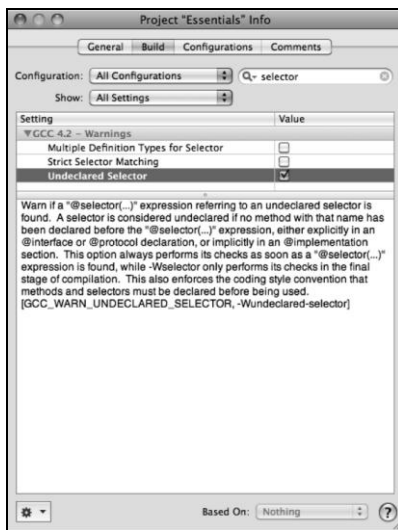 Project "Essentials" Info
General Build Configurations Comments
Configuration: All Configurations selector
Show: All Settings
Setting Value
GCC 4.2 – Warnings
Multiple Definition Types for Selector
Strict Selector Matching
Undeclared Selector
Warn if a "@selector(...)" expression referring to an undeclared selector is
found. A selector is considered undeclared if no method with that name has
been declared before the "@selector(...)" expression, either explicitly in an
@interface or @protocol declaration, or implicitly in an @implementation
section. This option always performs its checks as soon as a "@selector(...)"
expression is found, while -Wselector only performs its checks in the final
stage of compilation. This also enforces the coding style convention that
methods and selectors must be declared before being used.
[GCC_WARN_UNDECLARED_SELECTOR, -Wundeclared-selector]
Based On: Nothing ?